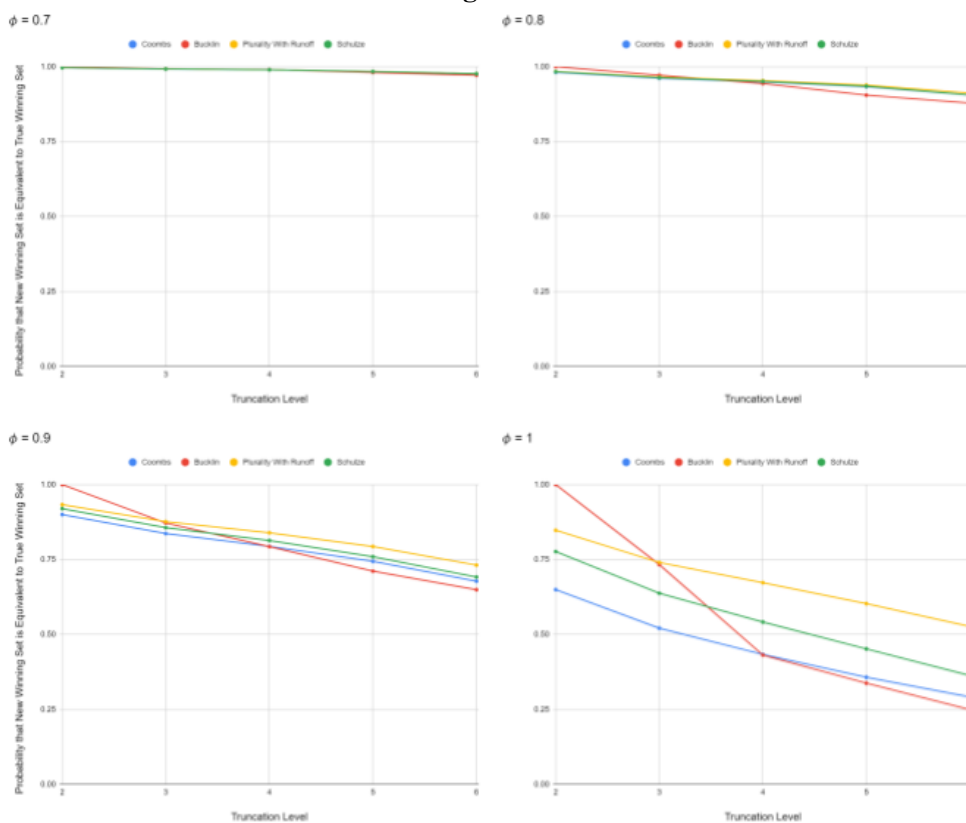 ϕ = 0.7
Coombs Bucklin Plurality With Runoff Schulze
Probability that New Winning Set is Equivalent to True Winning Set
1.00
0.75
0.50
0.25
0.00
2 3 4 5 6
Truncation Level
ϕ = 0.8
Coombs Bucklin Plurality With Runoff Schulze
1.00
0.75
0.50
0.25
0.00
2 3 4 5
Truncation Level
ϕ = 0.9
Coombs Bucklin Plurality With Runoff Schulze
Probability that New Winning Set is Equivalent to True Winning Set
1.00
0.75
0.50
0.25
0.00
2 3 4 5 6
Truncation Level
ϕ = 1
Coombs Bucklin Plurality With Runoff Schulze
1.00
0.75
0.50
0.25
0.00
2 3 4 5
Truncation Level